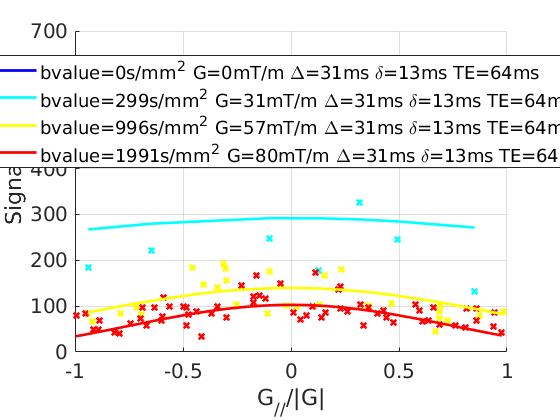 700
bvalue=0s/mm² G=0mT/m Δ=31ms δ=13ms TE=64ms
bvalue=299s/mm² G=31mT/m Δ=31ms δ=13ms TE=64m
bvalue=996s/mm² G=57mT/m Δ=31ms δ=13ms TE=64m
bvalue=1991s/mm² G=80mT/m Δ=31ms δ=13ms TE=64
Signa
400
300
200
100
0
-1 -0.5 0 0.5 1
G_//​/|G|